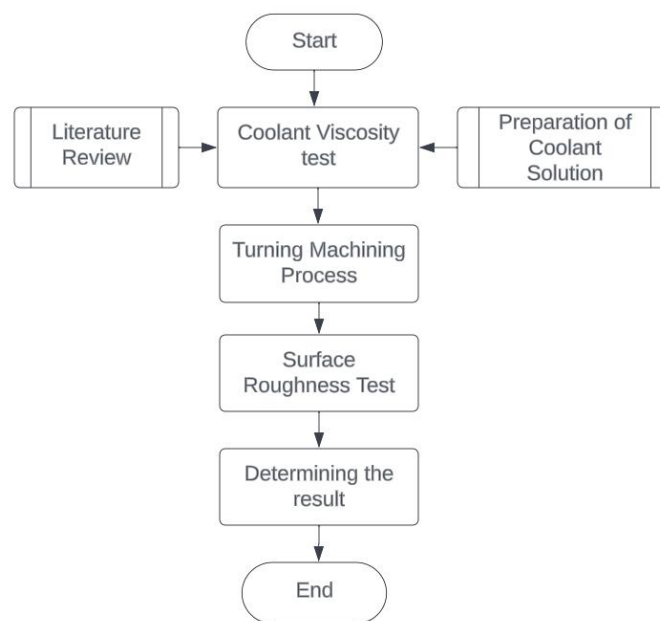 Start
Literature
Review
Coolant Viscosity
test
Preparation of
Coolant
Solution
Turning Machining
Process
Surface
Roughness Test
Determining the
result
End